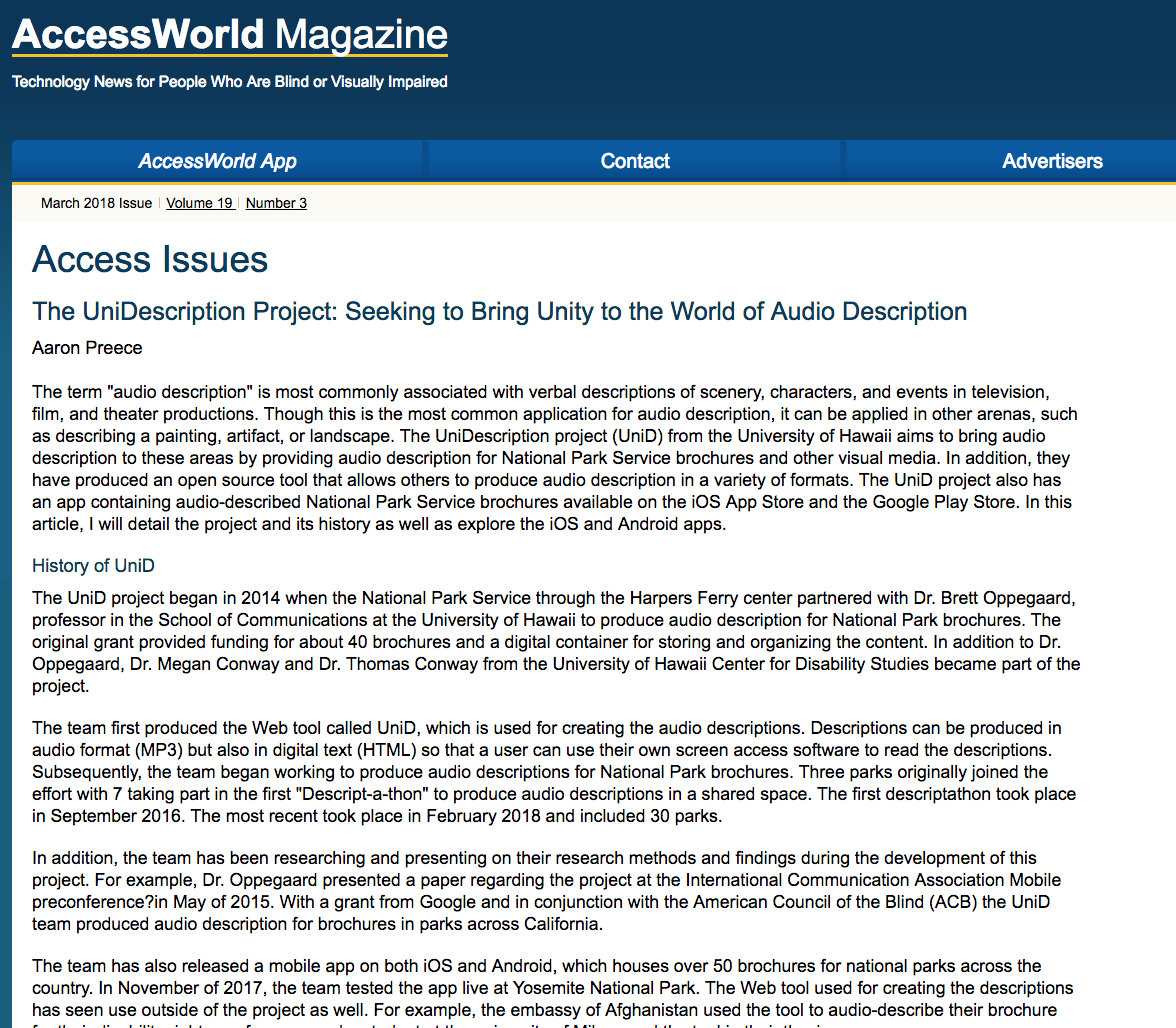 AccessWorld Magazine
Technology News for People Who Are Blind or Visually Impaired
AccessWorld App
Contact
Advertisers
March 2018 Issue | Volume 19 | Number 3
Access Issues
The UniDescription Project: Seeking to Bring Unity to the World of Audio Description
Aaron Preece
The term "audio description" is most commonly associated with verbal descriptions of scenery, characters, and events in television,
film, and theater productions. Though this is the most common application for audio description, it can be applied in other arenas, such
as describing a painting, artifact, or landscape. The UniDescription project (UniD) from the University of Hawaii aims to bring audio
description to these areas by providing audio description for National Park Service brochures and other visual media. In addition, they
have produced an open source tool that allows others to produce audio description in a variety of formats. The UniD project also has
an app containing audio-described National Park Service brochures available on the iOS App Store and the Google Play Store. In this
article, I will detail the project and its history as well as explore the iOS and Android apps.
History of UniD
The UniD project began in 2014 when the National Park Service through the Harpers Ferry center partnered with Dr. Brett Oppegaard,
professor in the School of Communications at the University of Hawaii to produce audio description for National Park brochures. The
original grant provided funding for about 40 brochures and a digital container for storing and organizing the content. In addition to Dr.
Oppegaard, Dr. Megan Conway and Dr. Thomas Conway from the University of Hawaii Center for Disability Studies became part of the
project.
The team first produced the Web tool called UniD, which is used for creating the audio descriptions. Descriptions can be produced in
audio format (MP3) but also in digital text (HTML) so that a user can use their own screen access software to read the descriptions.
Subsequently, the team began working to produce audio descriptions for National Park brochures. Three parks originally joined the
effort with 7 taking part in the first "Descript-a-thon" to produce audio descriptions in a shared space. The first descriptathon took place
in September 2016. The most recent took place in February 2018 and included 30 parks.
In addition, the team has been researching and presenting on their research methods and findings during the development of this
project. For example, Dr. Oppegaard presented a paper regarding the project at the International Communication Association Mobile
preconference?in May of 2015. With a grant from Google and in conjunction with the American Council of the Blind (ACB) the UniD
team produced audio description for brochures in parks across California.
The team has also released a mobile app on both iOS and Android, which houses over 50 brochures for national parks across the
country. In November of 2017, the team tested the app live at Yosemite National Park. The Web tool used for creating the descriptions
has seen use outside of the project as well. For example, the embassy of Afghanistan used the tool to audio-describe their brochure